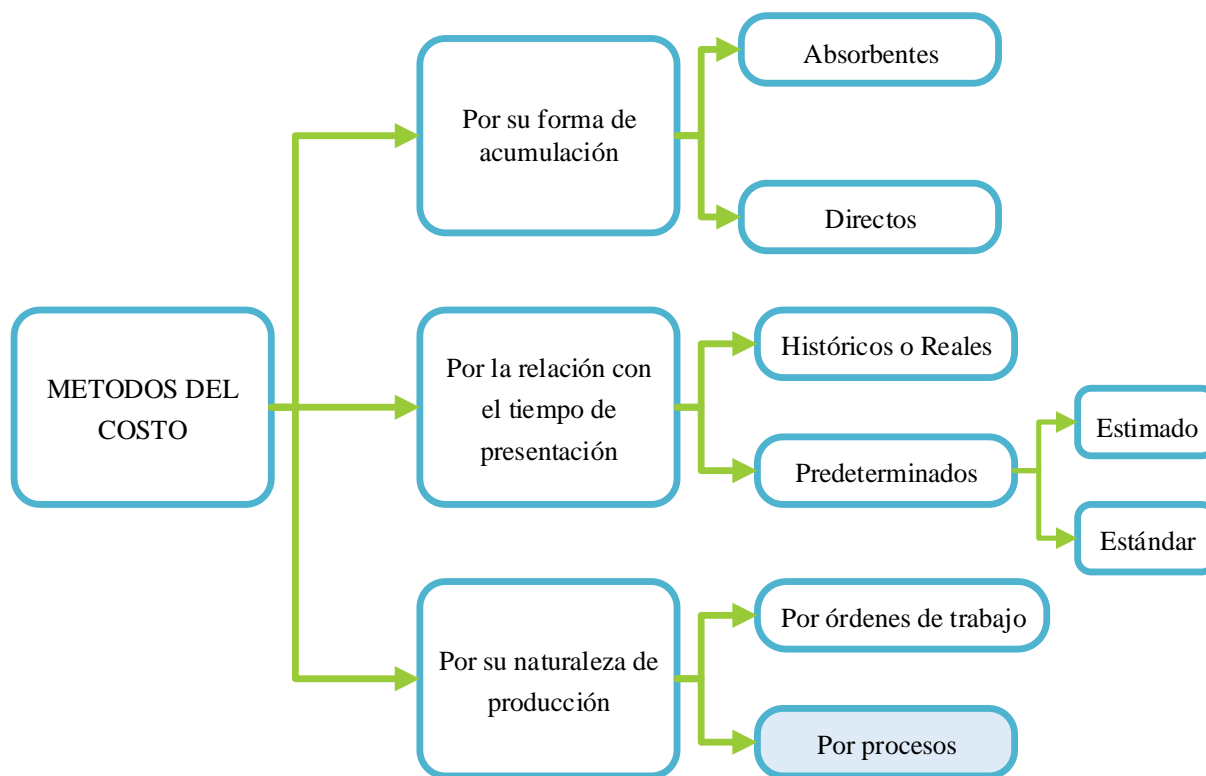 METODOS DEL
COSTO
Por su forma de
acumulación
Absorbentes
Directos
Por la relación con
el tiempo de
presentación
Históricos o Reales
Predeterminados
Estimado
Estándar
Por su naturaleza de
producción
Por órdenes de trabajo
Por procesos